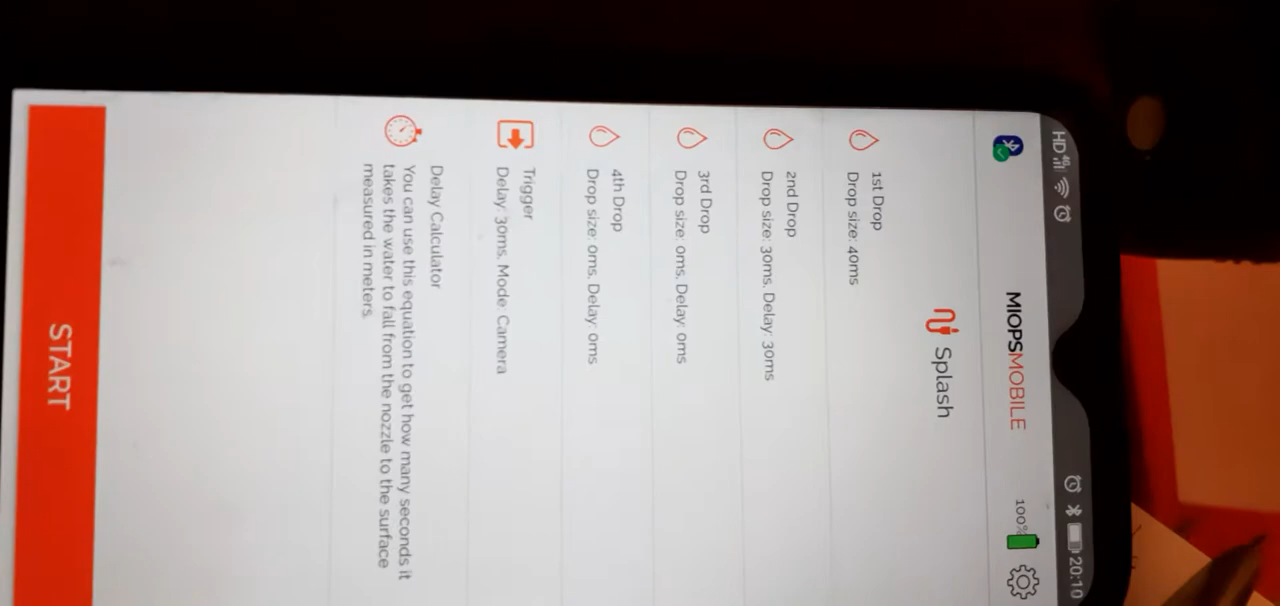 HD 4G 20:10
MIOPSMOBILE 100%
Splash
1st Drop
Drop size: 40ms
2nd Drop
Drop size: 30ms. Delay: 30ms
3rd Drop
Drop size: 0ms. Delay: 0ms
4th Drop
Drop size: 0ms. Delay: 0ms
Trigger
Delay: 30ms. Mode: Camera
Delay Calculator
You can use this equation to get how many seconds it
takes the water to fall from the nozzle to the surface
measured in meters.
START